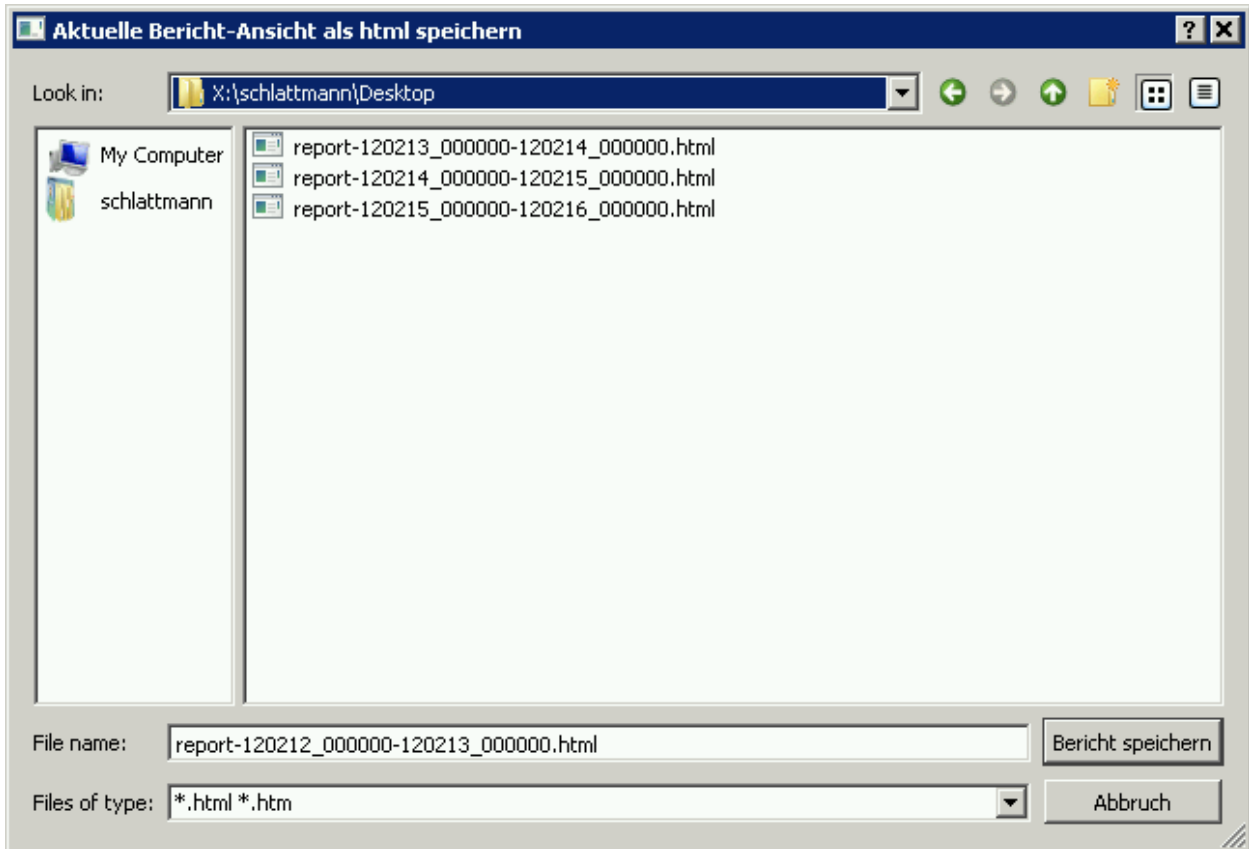 Aktuelle Bericht-Ansicht als html speichern
Look in: X:\schlattmann\Desktop
My Computer
schlattmann
report-120213_000000-120214_000000.html
report-120214_000000-120215_000000.html
report-120215_000000-120216_000000.html
File name: report-120212_000000-120213_000000.html Bericht speichern
Files of type: *.html *.htm Abbruch